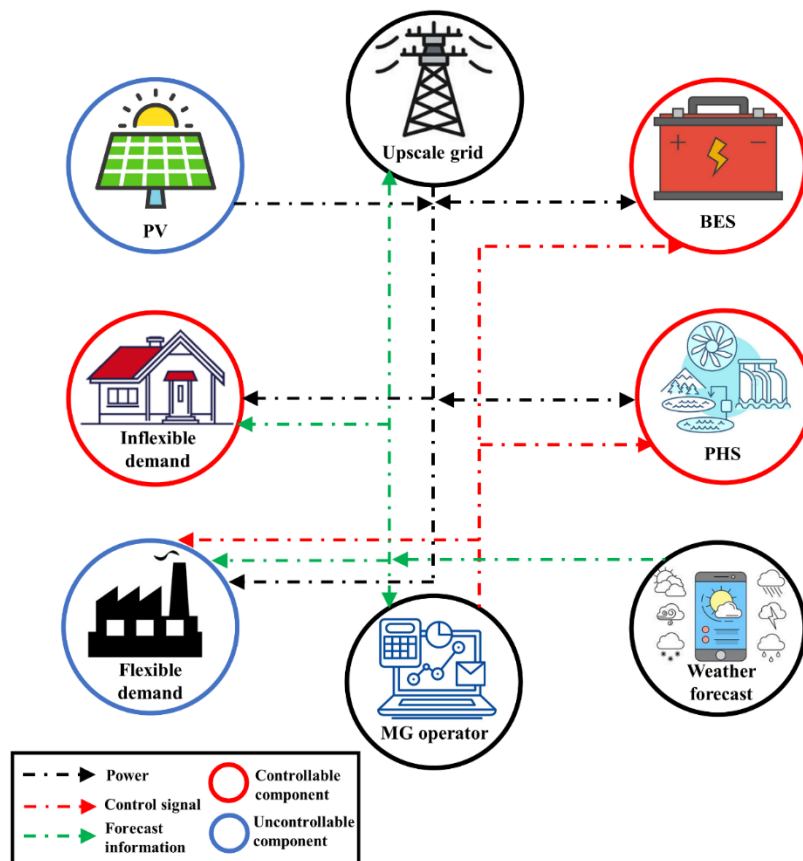 Upscale grid
PV
BES
Inflexible
demand
PHS
Flexible
demand
MG operator
Weather
forecast
Power
Control signal
Forecast
information
Controllable
component
Uncontrollable
component